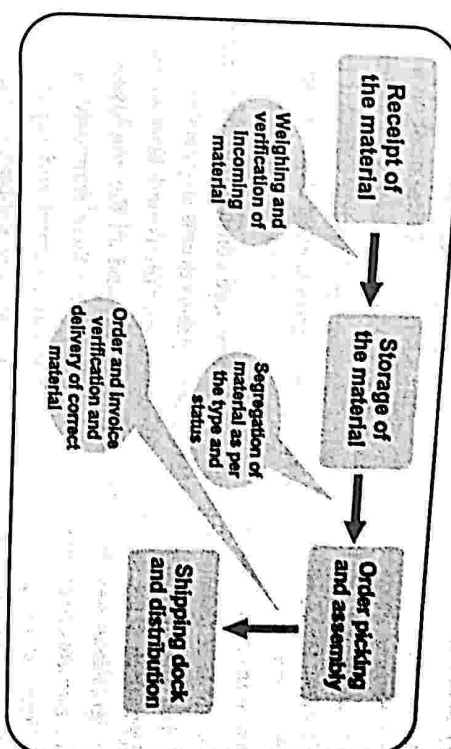 Receipt of
the material
Weighing and
verification of
incoming
material
Storage of
the material
Segregation of
material as per
the type and
status
Order picking
and assembly
Order and invoice
verification and
delivery of correct
material
Shipping dock
and distribution